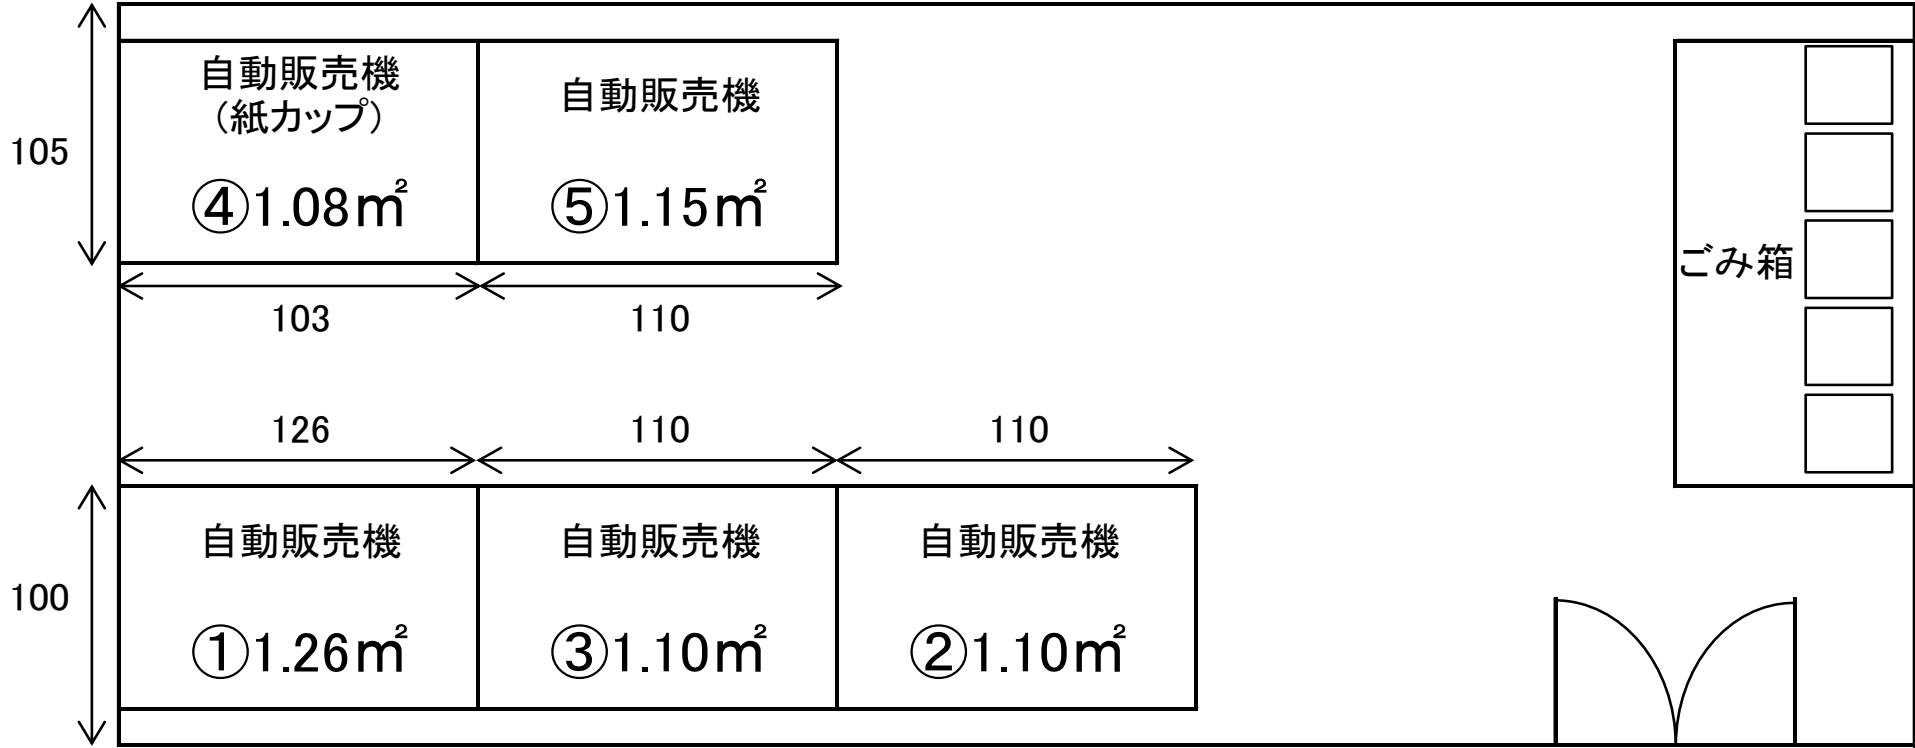 自動販売機
(紙カップ)
④1.08㎡
自動販売機
⑤1.15㎡
105
103
110
ごみ箱
126
110
110
100
自動販売機
①1.26㎡
自動販売機
③1.10㎡
自動販売機
②1.10㎡